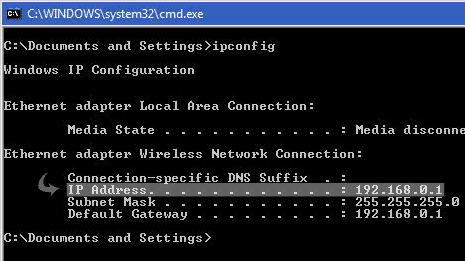 C:\WINDOWS\system32\cmd.exe
C:\Documents and Settings>ipconfig
Windows IP Configuration
Ethernet adapter Local Area Connection:
Media State . . . . . . . . . . . : Media disconne
Ethernet adapter Wireless Network Connection:
Connection-specific DNS Suffix . :
IP Address. . . . . . . . . . . . : 192.168.0.1
Subnet Mask . . . . . . . . . . . : 255.255.255.0
Default Gateway . . . . . . . . . : 192.168.0.1
C:\Documents and Settings>